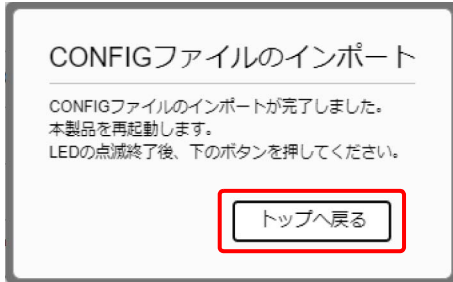 CONFIGファイルのインポート
CONFIGファイルのインポートが完了しました。
本製品を再起動します。
LEDの点滅終了後、下のボタンを押してください。
トップへ戻る